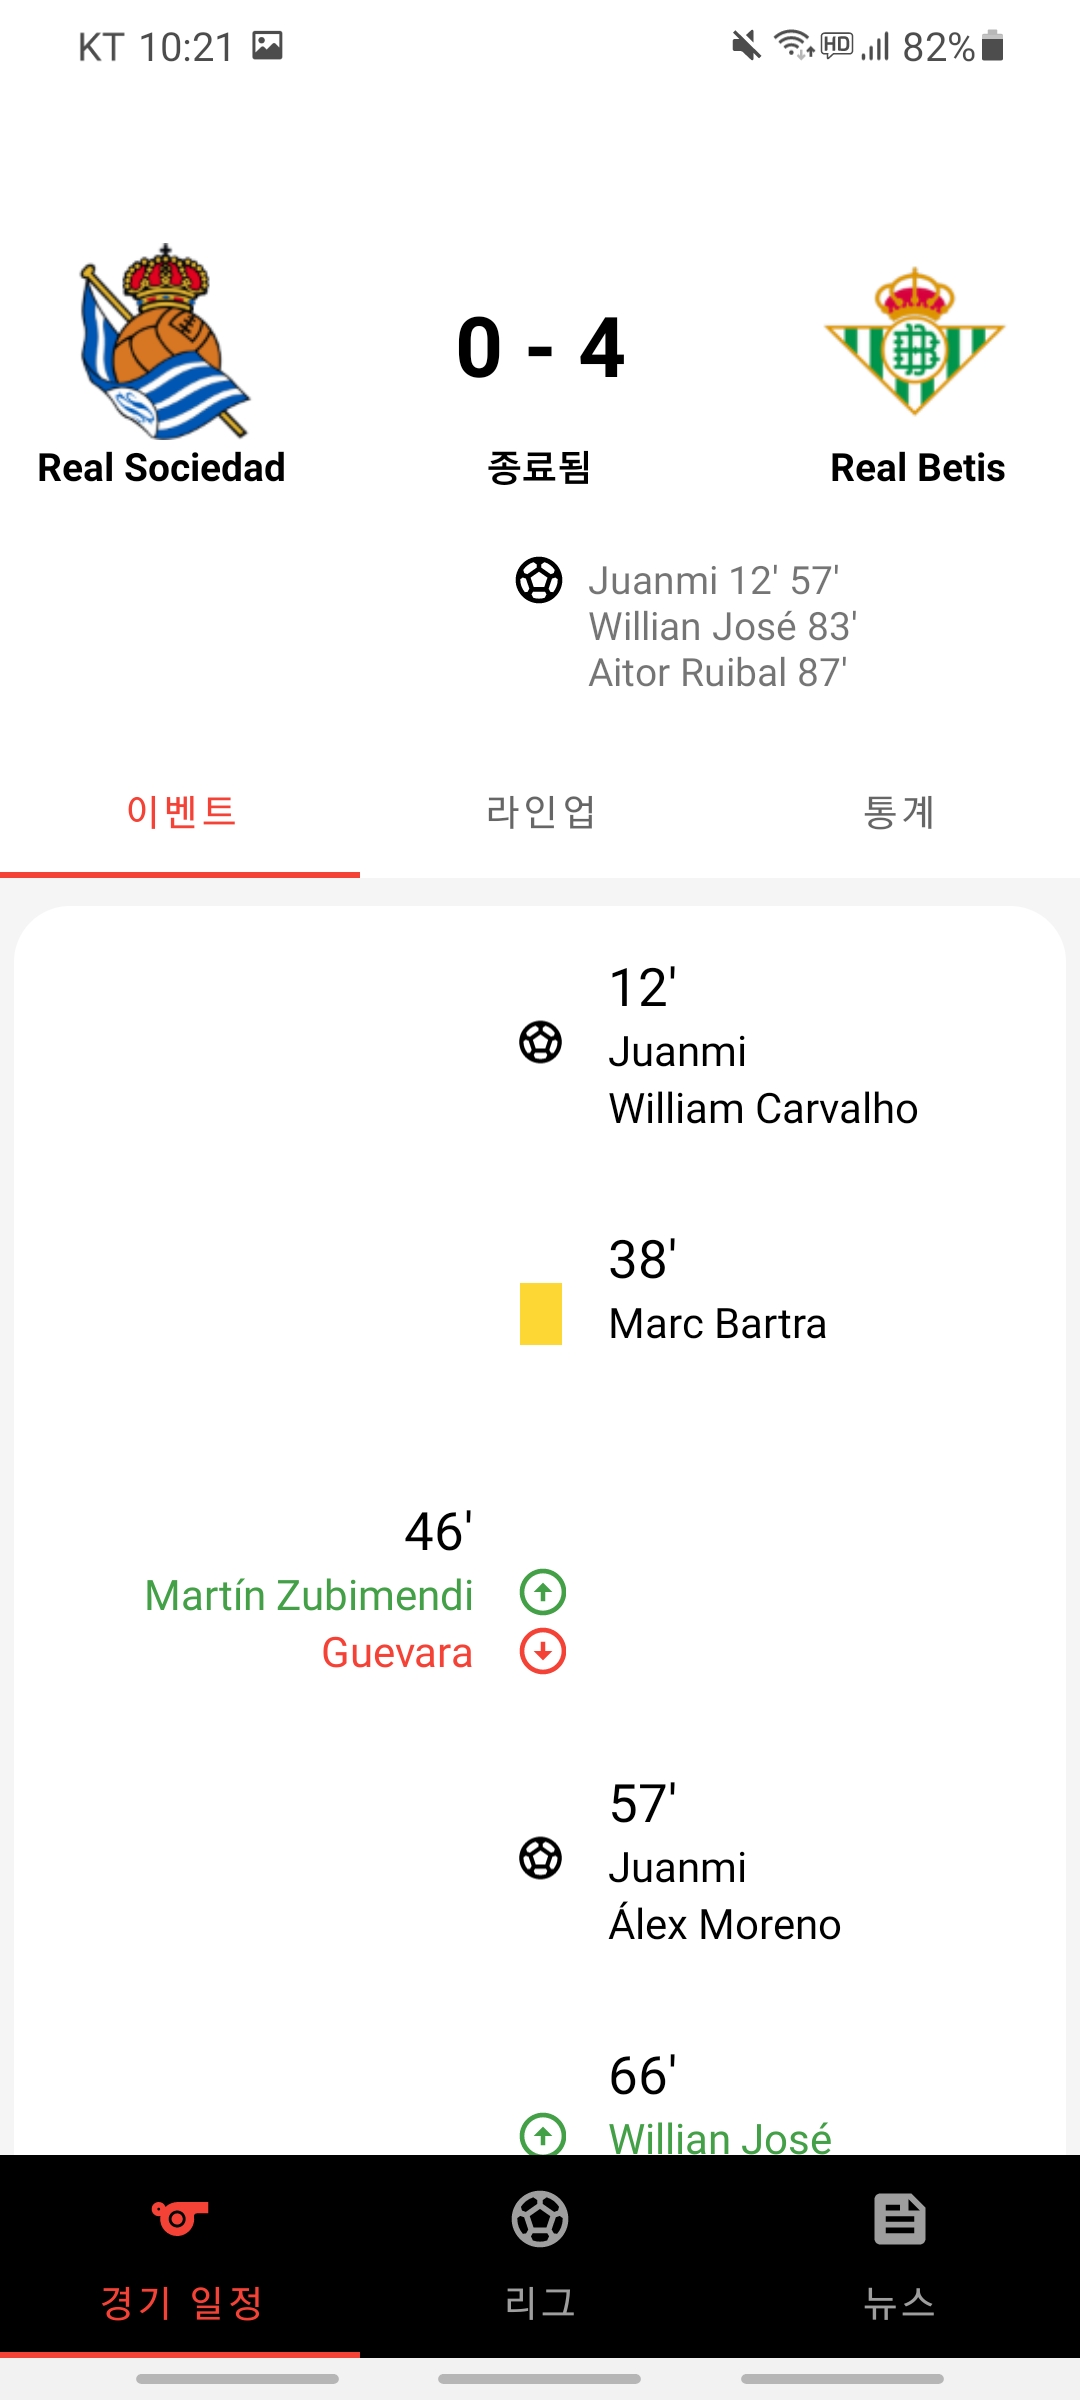 KT 10:21
HD 82%
0 - 4
Real Sociedad
종료됨
Real Betis
Juanmi 12' 57'
Willian José 83'
Aitor Ruibal 87'
이벤트
라인업
통계
12'
Juanmi
William Carvalho
38'
Marc Bartra
46'
Martín Zubimendi
Guevara
57'
Juanmi
Álex Moreno
66'
Willian José
경기 일정
리그
뉴스